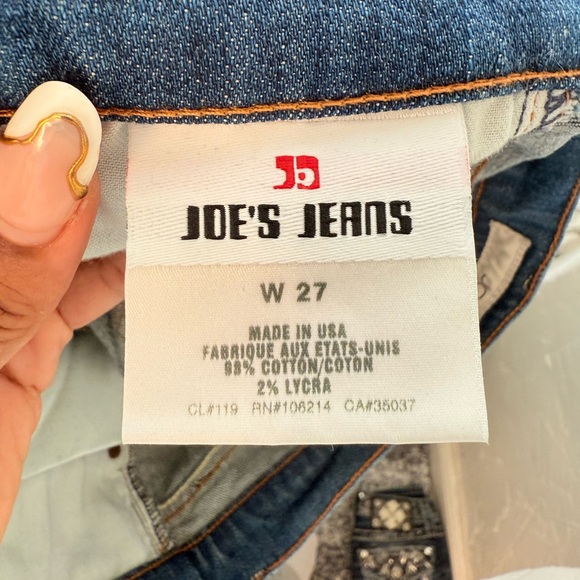 JOE'S JEANS
W 27
MADE IN USA
FABRIQUE AUX ETATS-UNIS
98% COTTON/COTON
2% LYCRA
CL#119 RN#106214 CA#35037